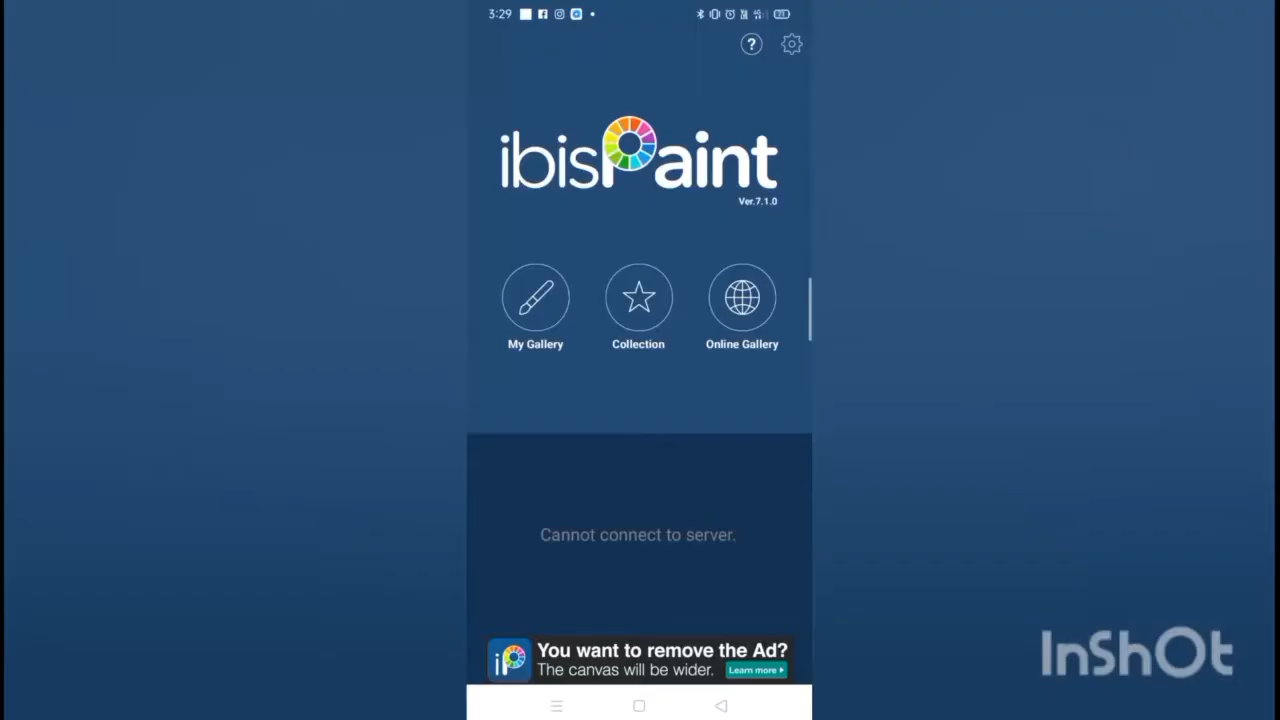 3:29
?
ibisPaint
Ver.7.1.0
My Gallery
Collection
Online Gallery
Cannot connect to server.
iP
You want to remove the Ad?
The canvas will be wider.
Learn more
InShOt